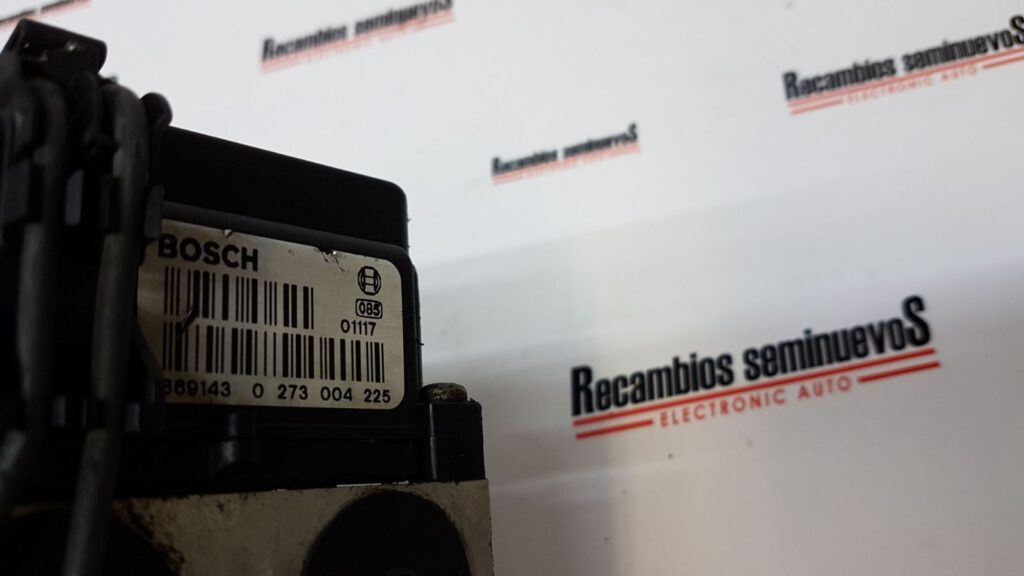 Recambios seminuevos
Recambios seminuevoS
ELECTRONIC AUTO
Recambios seminuevoS
BOSCH
085
01117
869143 0 273 004 225
Recambios seminuevoS
ELECTRONIC AUTO